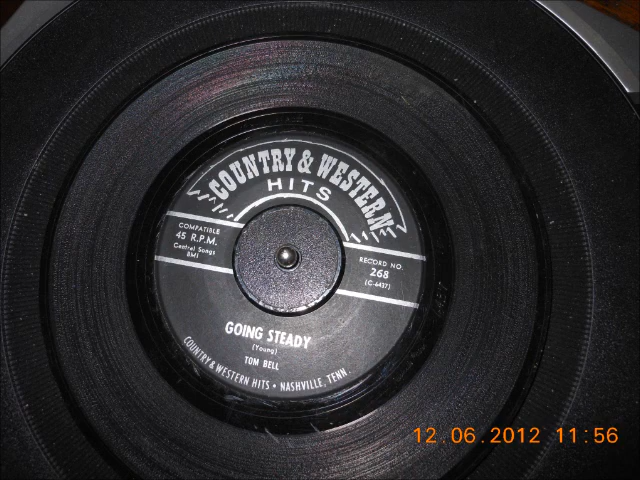 COUNTRY & WESTERN
HITS
COMPATIBLE
45 R.P.M.
Central Songs
BMI
RECORD NO.
268
(C-6437)
GOING STEADY
(Young)
TOM BELL
COUNTRY & WESTERN HITS • NASHVILLE, TENN.
12.06.2012 11:56